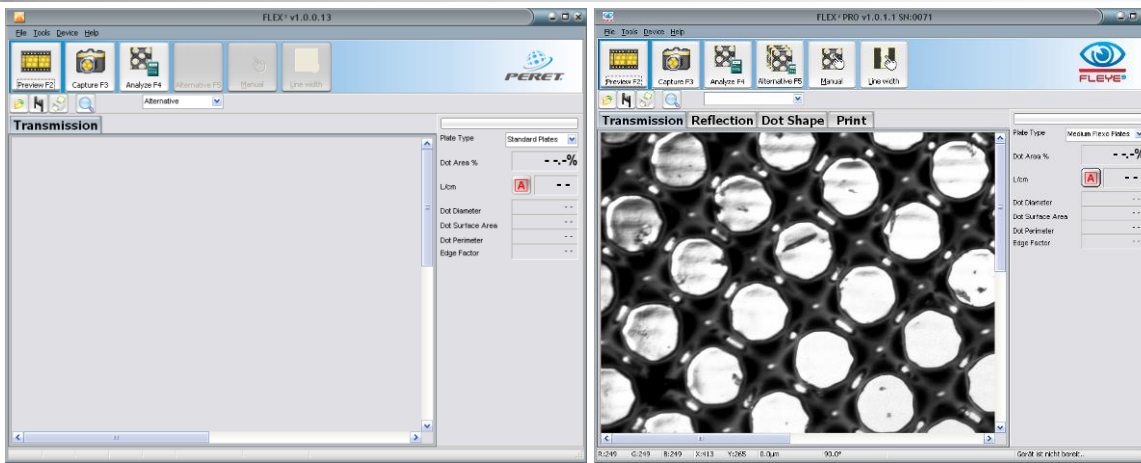 FLEX³ v1.0.0.13
File Tools Device Help
Preview F2 Capture F3 Analyze F4 Alternative F5 Manual Line width
PERET.
Alternative
Transmission
Plate Type Standard Plates
Dot Area % --.-%
L/cm A --
Dot Diameter --
Dot Surface Area --
Dot Perimeter --
Edge Factor --
FLEX³ PRO v1.0.1.1 SN:0071
File Tools Device Help
Preview F2 Capture F3 Analyze F4 Alternative F5 Manual Line width
FLEYE®
Transmission Reflection Dot Shape Print
Plate Type Medium Flexo Plates
Dot Area % --.-%
L/cm A --
Dot Diameter --
Dot Surface Area --
Dot Perimeter --
Edge Factor --
R:249 G:249 B:249 X:413 Y:265 0.0µm 90.0° Gerät ist nicht bereit...